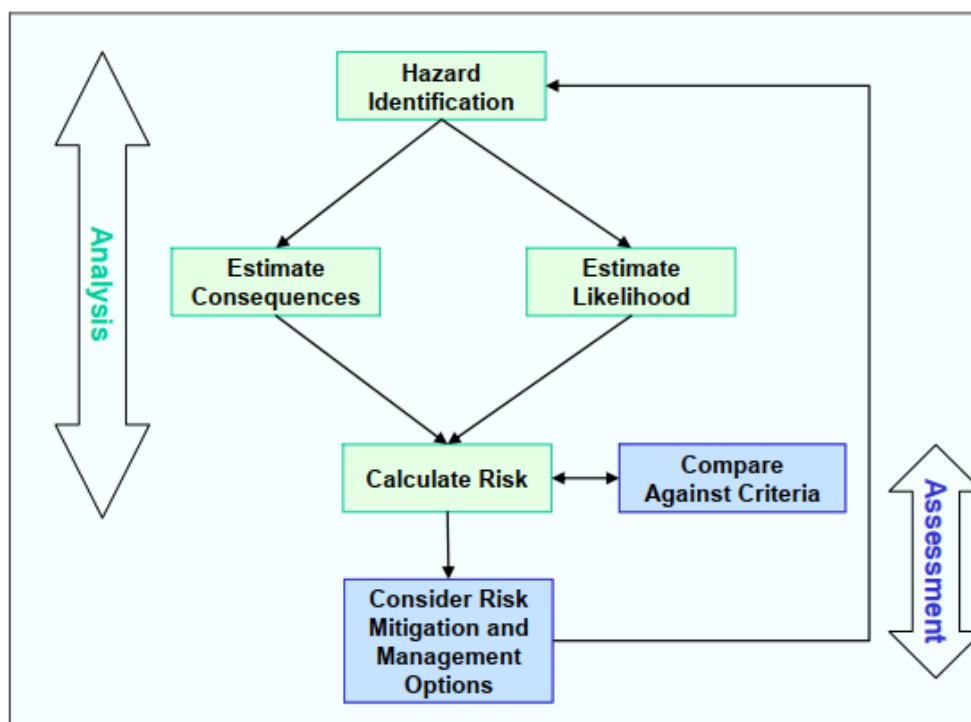 Hazard
Identification
Analysis
Estimate
Consequences
Estimate
Likelihood
Calculate Risk
Compare
Against Criteria
Assessment
Consider Risk
Mitigation and
Management
Options